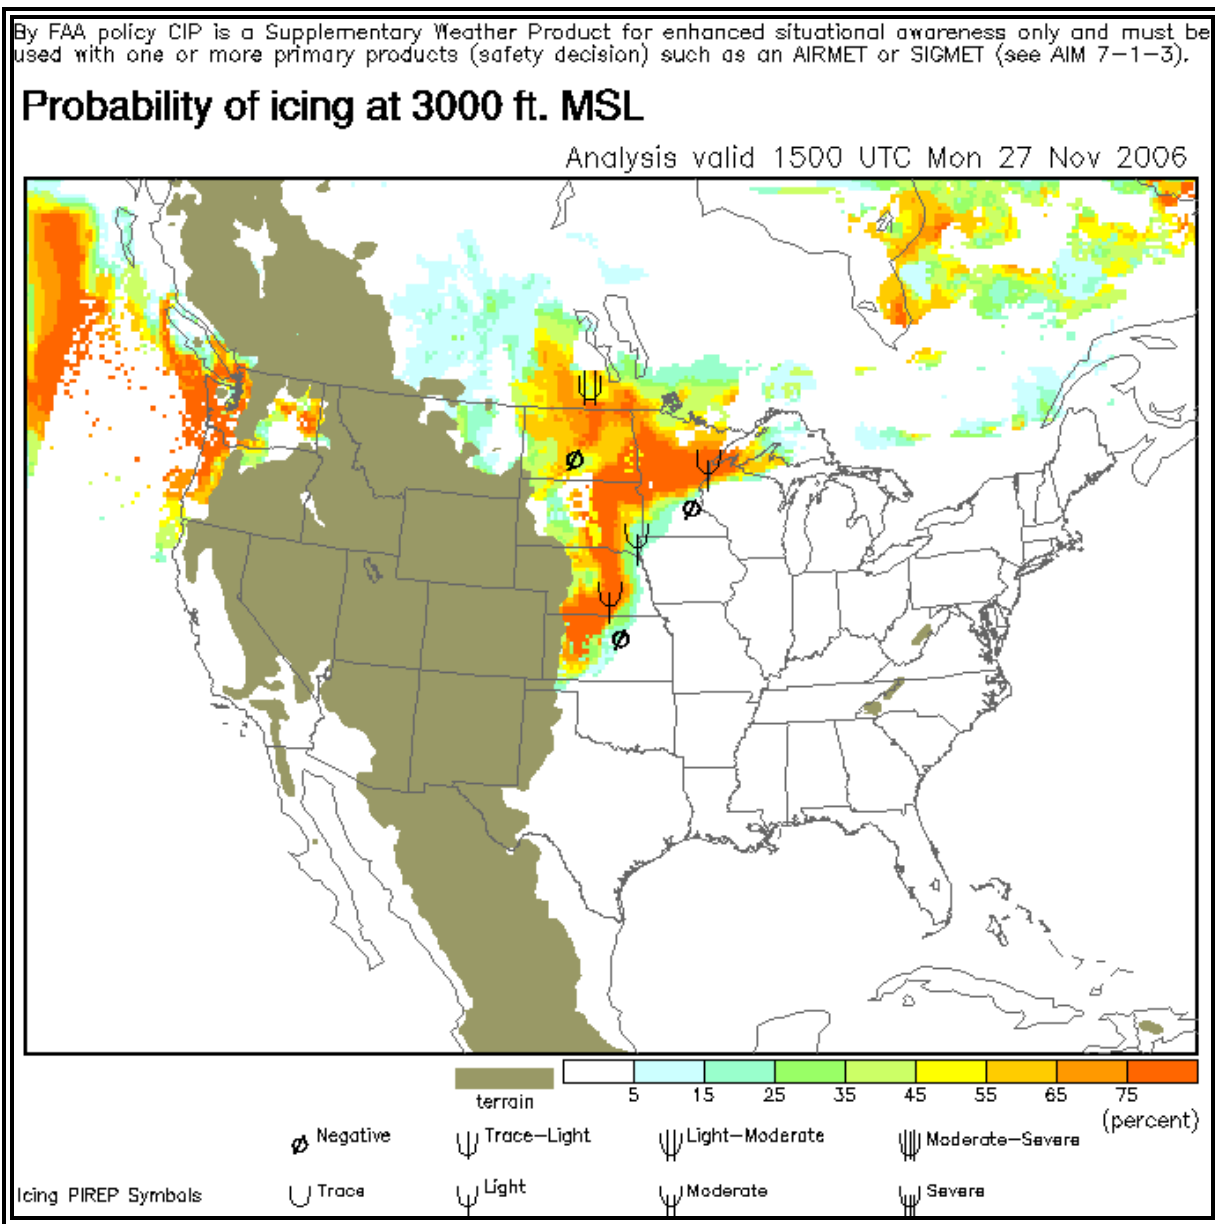 By FAA policy CIP is a Supplementary Weather Product for enhanced situational awareness only and must be
used with one or more primary products (safety decision) such as an AIRMET or SIGMET (see AIM 7-1-3).
Probability of icing at 3000 ft. MSL
Analysis valid 1500 UTC Mon 27 Nov 2006
terrain
5 15 25 35 45 55 65 75
(percent)
Negative Trace-Light Light-Moderate Moderate-Severe
Icing PIREP Symbols Trace Light Moderate Severe